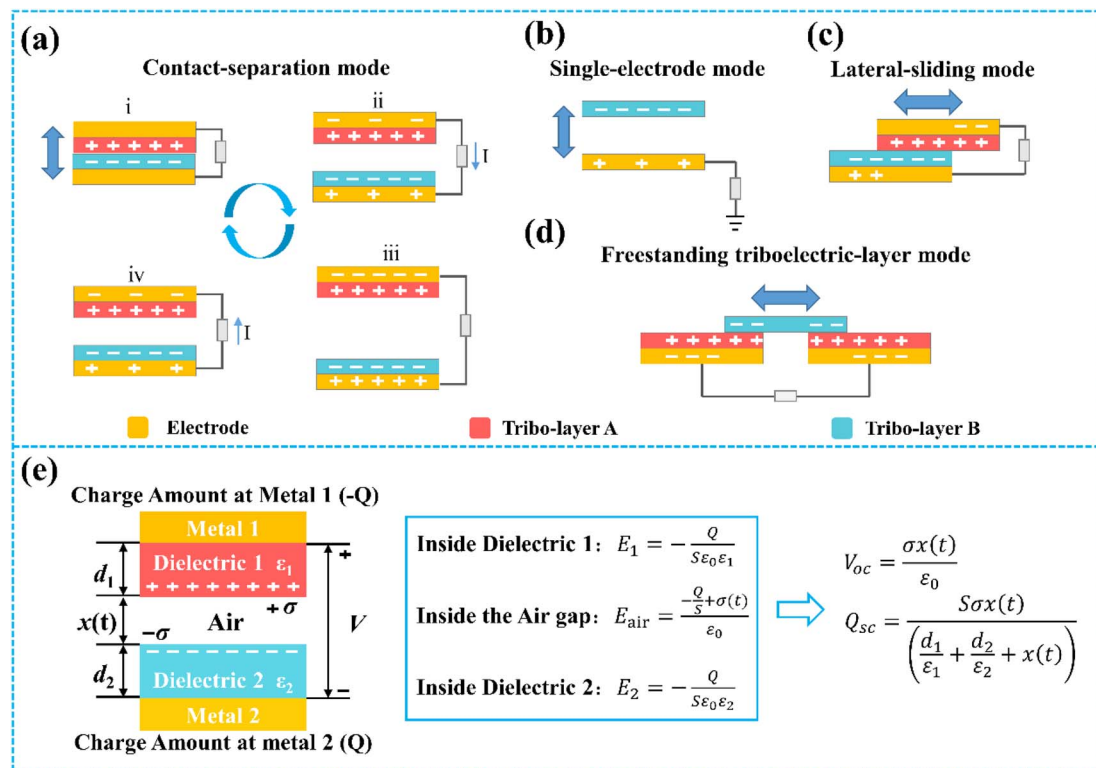 (a)
Contact-separation mode
i
ii
I
iii
iv
I
(b)
Single-electrode mode
(c)
Lateral-sliding mode
(d)
Freestanding triboelectric-layer mode
Electrode
Tribo-layer A
Tribo-layer B
(e)
Charge Amount at Metal 1 (-Q)
Metal 1
Dielectric 1 ε₁
+ + + + + + + +
+σ
Air
−σ
Dielectric 2 ε₂
Metal 2
Charge Amount at metal 2 (Q)
d₁
x(t)
d₂
+
V
−
Inside Dielectric 1: E₁ = −Q/(Sε₀ε₁)
Inside the Air gap: E_air = (−Q/S+σ(t))/ε₀
Inside Dielectric 2: E₂ = −Q/(Sε₀ε₂)
V_oc = σx(t)/ε₀
Q_sc = Sσx(t)/(d₁/ε₁ + d₂/ε₂ + x(t))